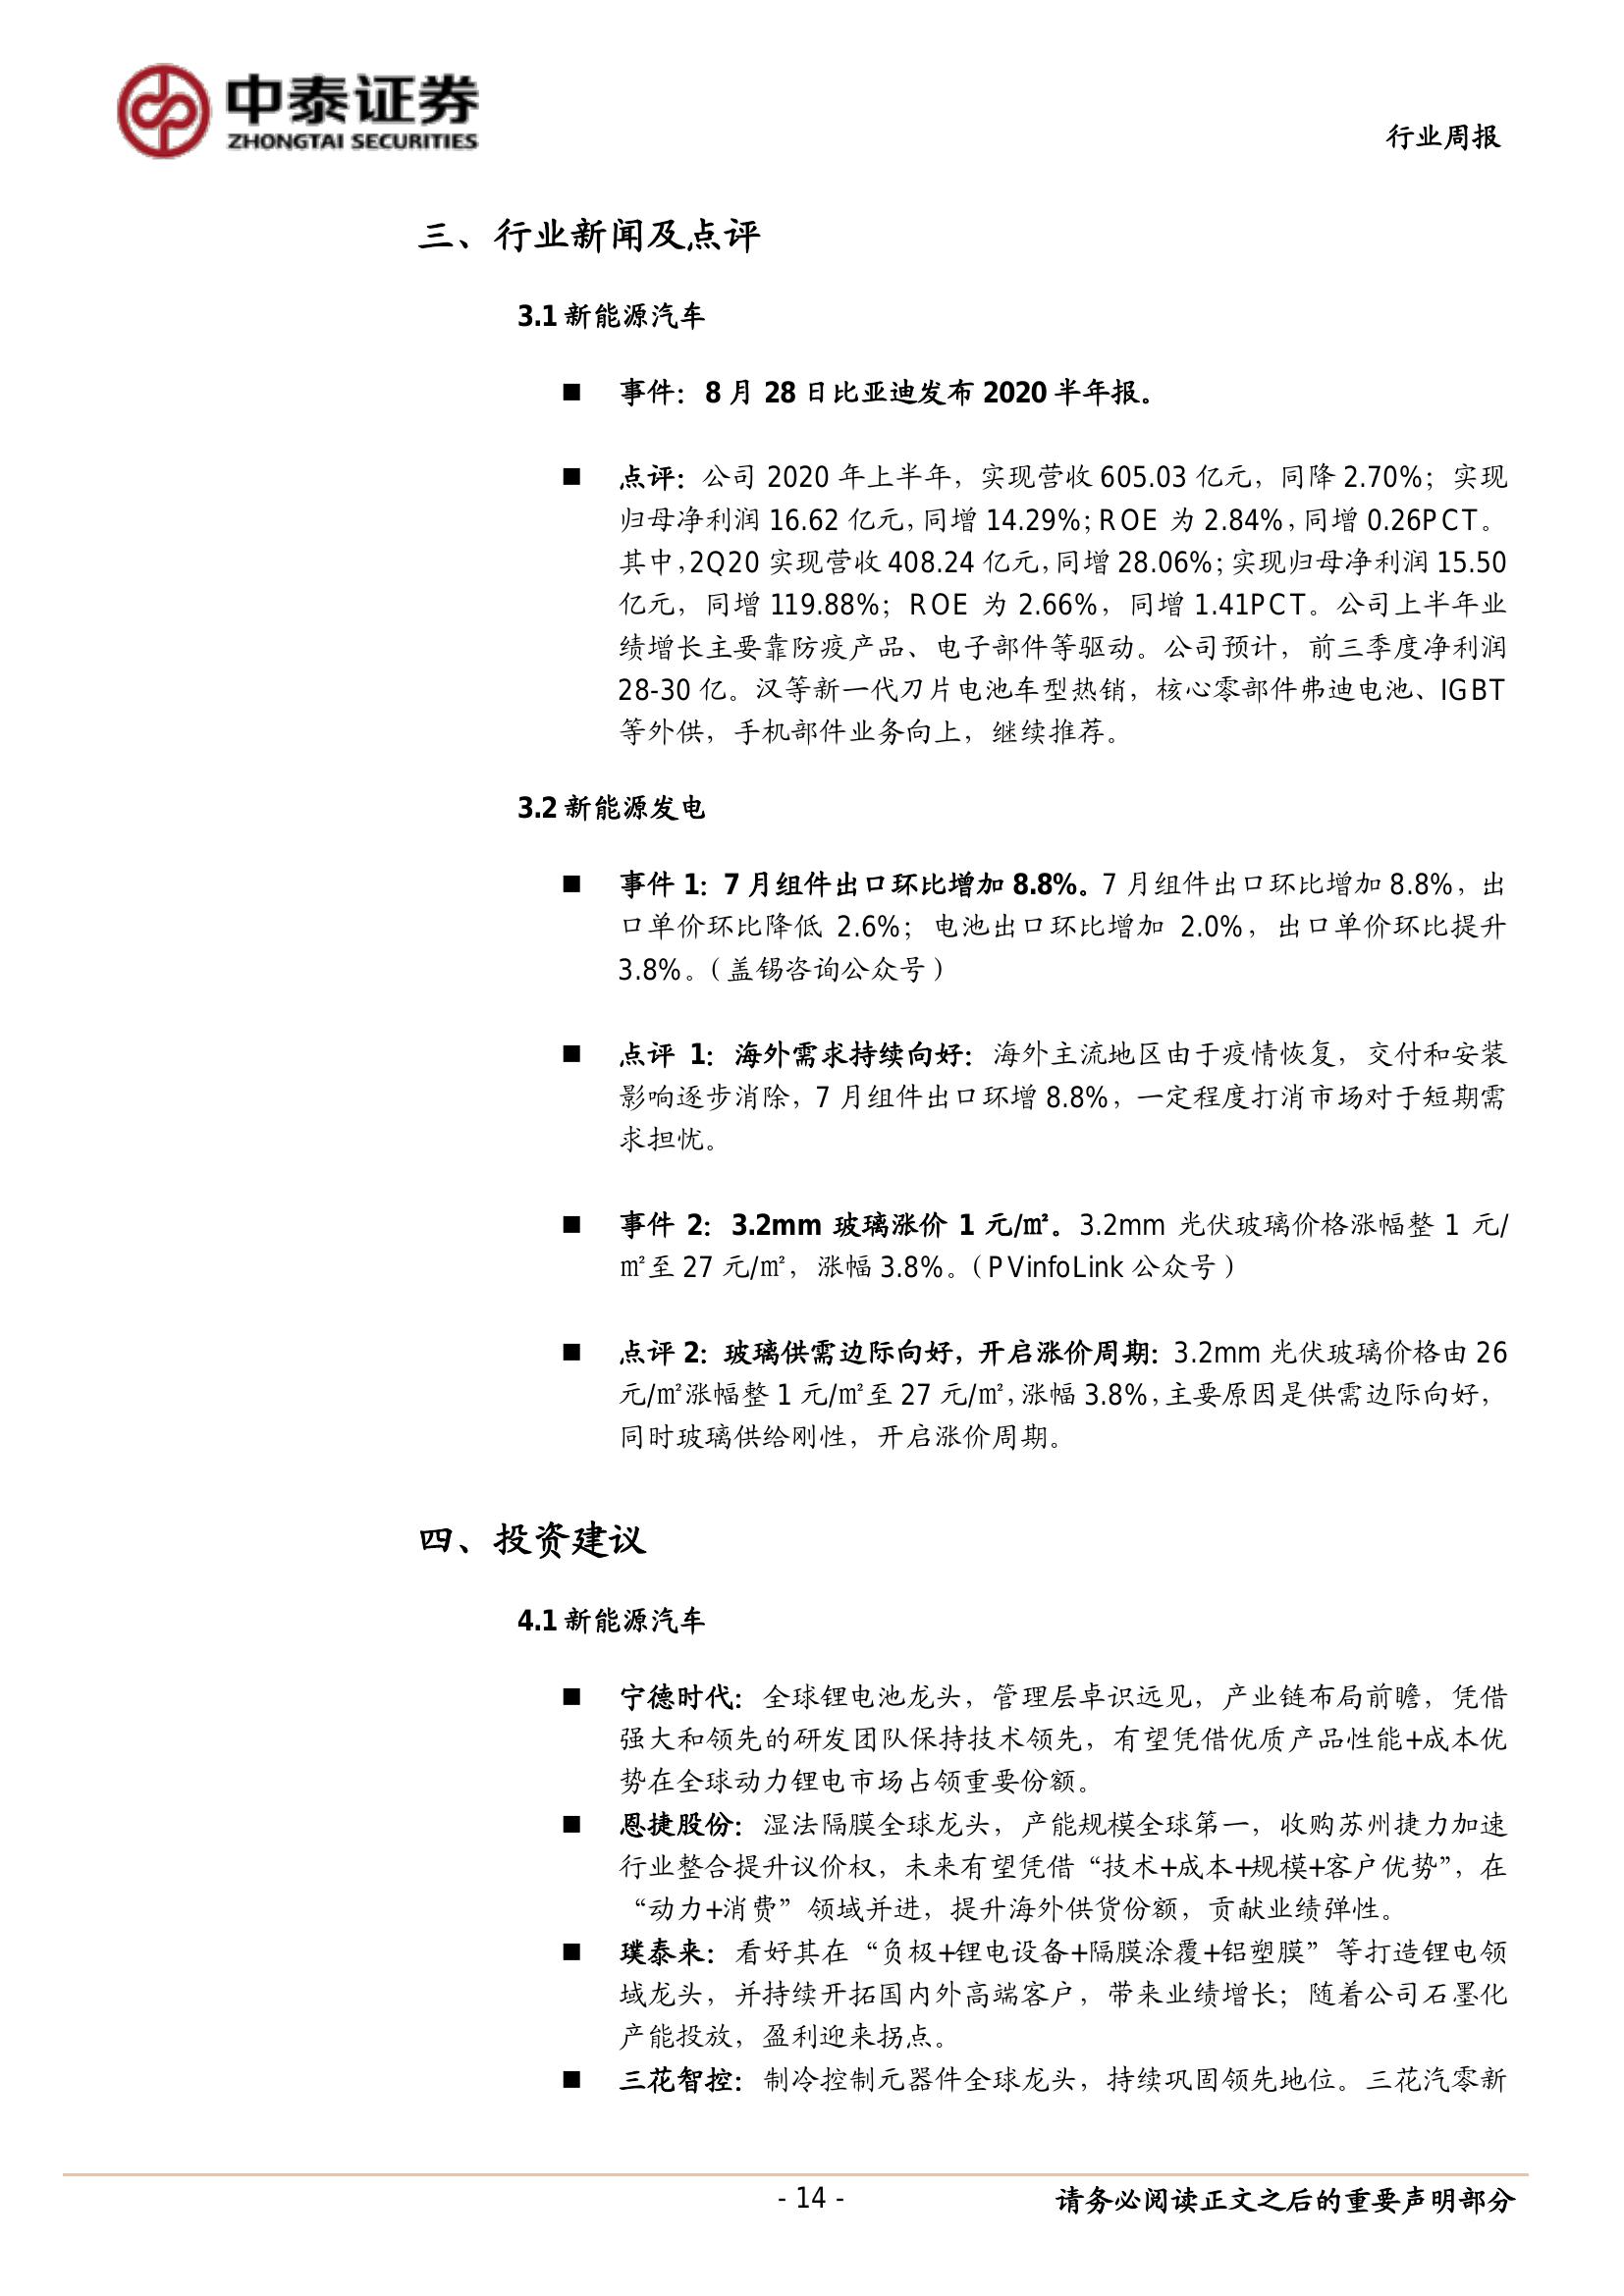 中泰证券
ZHONGTAI SECURITIES
行业周报
三、行业新闻及点评
3.1 新能源汽车
■ 事件：8 月 28 日比亚迪发布 2020 半年报。
■ 点评：公司 2020 年上半年，实现营收 605.03 亿元，同降 2.70%；实现
归母净利润 16.62 亿元，同增 14.29%；ROE 为 2.84%，同增 0.26PCT。
其中，2Q20 实现营收 408.24 亿元，同增 28.06%；实现归母净利润 15.50
亿元，同增 119.88%；ROE 为 2.66%，同增 1.41PCT。公司上半年业
绩增长主要靠防疫产品、电子部件等驱动。公司预计，前三季度净利润
28-30 亿。汉等新一代刀片电池车型热销，核心零部件弗迪电池、IGBT
等外供，手机部件业务向上，继续推荐。
3.2 新能源发电
■ 事件 1：7 月组件出口环比增加 8.8%。7 月组件出口环比增加 8.8%，出
口单价环比降低 2.6%；电池出口环比增加 2.0%，出口单价环比提升
3.8%。（盖锡咨询公众号）
■ 点评 1：海外需求持续向好：海外主流地区由于疫情恢复，交付和安装
影响逐步消除，7 月组件出口环增 8.8%，一定程度打消市场对于短期需
求担忧。
■ 事件 2：3.2mm 玻璃涨价 1 元/㎡。3.2mm 光伏玻璃价格涨幅整 1 元/
㎡至 27 元/㎡，涨幅 3.8%。（PVinfoLink 公众号）
■ 点评 2：玻璃供需边际向好，开启涨价周期：3.2mm 光伏玻璃价格由 26
元/㎡涨幅整 1 元/㎡至 27 元/㎡，涨幅 3.8%，主要原因是供需边际向好，
同时玻璃供给刚性，开启涨价周期。
四、投资建议
4.1 新能源汽车
■ 宁德时代：全球锂电池龙头，管理层卓识远见，产业链布局前瞻，凭借
强大和领先的研发团队保持技术领先，有望凭借优质产品性能+成本优
势在全球动力锂电市场占领重要份额。
■ 恩捷股份：湿法隔膜全球龙头，产能规模全球第一，收购苏州捷力加速
行业整合提升议价权，未来有望凭借“技术+成本+规模+客户优势”，在
“动力+消费”领域并进，提升海外供货份额，贡献业绩弹性。
■ 璞泰来：看好其在“负极+锂电设备+隔膜涂覆+铝塑膜”等打造锂电领
域龙头，并持续开拓国内外高端客户，带来业绩增长；随着公司石墨化
产能投放，盈利迎来拐点。
■ 三花智控：制冷控制元器件全球龙头，持续巩固领先地位。三花汽零新
- 14 -
请务必阅读正文之后的重要声明部分